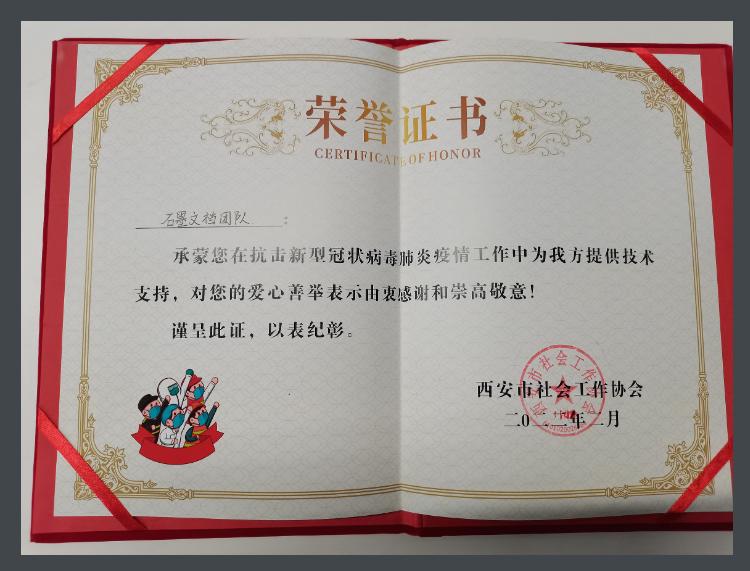 荣誉证书
CERTIFICATE OF HONOR
石墨文档团队：
承蒙您在抗击新型冠状病毒肺炎疫情工作中为我方提供技术
支持，对您的爱心善举表示由衷感谢和崇高敬意！
谨呈此证，以表纪彰。
西安市社会工作协会